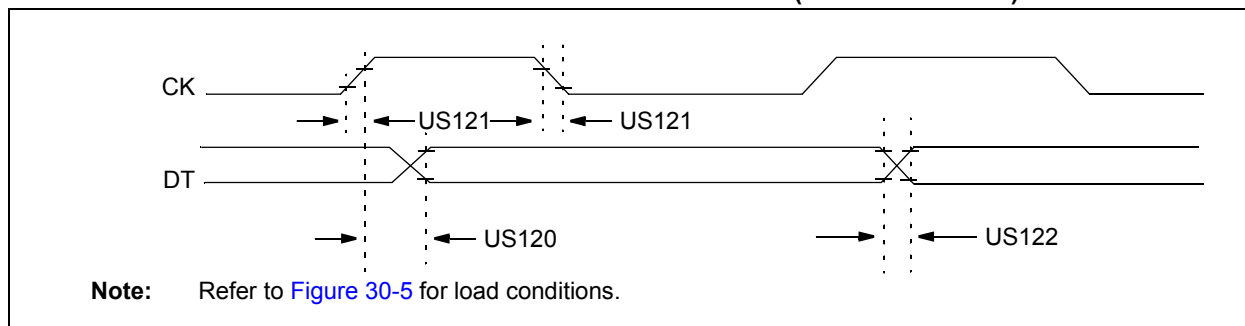 CK
US121 US121
DT
US120 US122
Note: Refer to Figure 30-5 for load conditions.